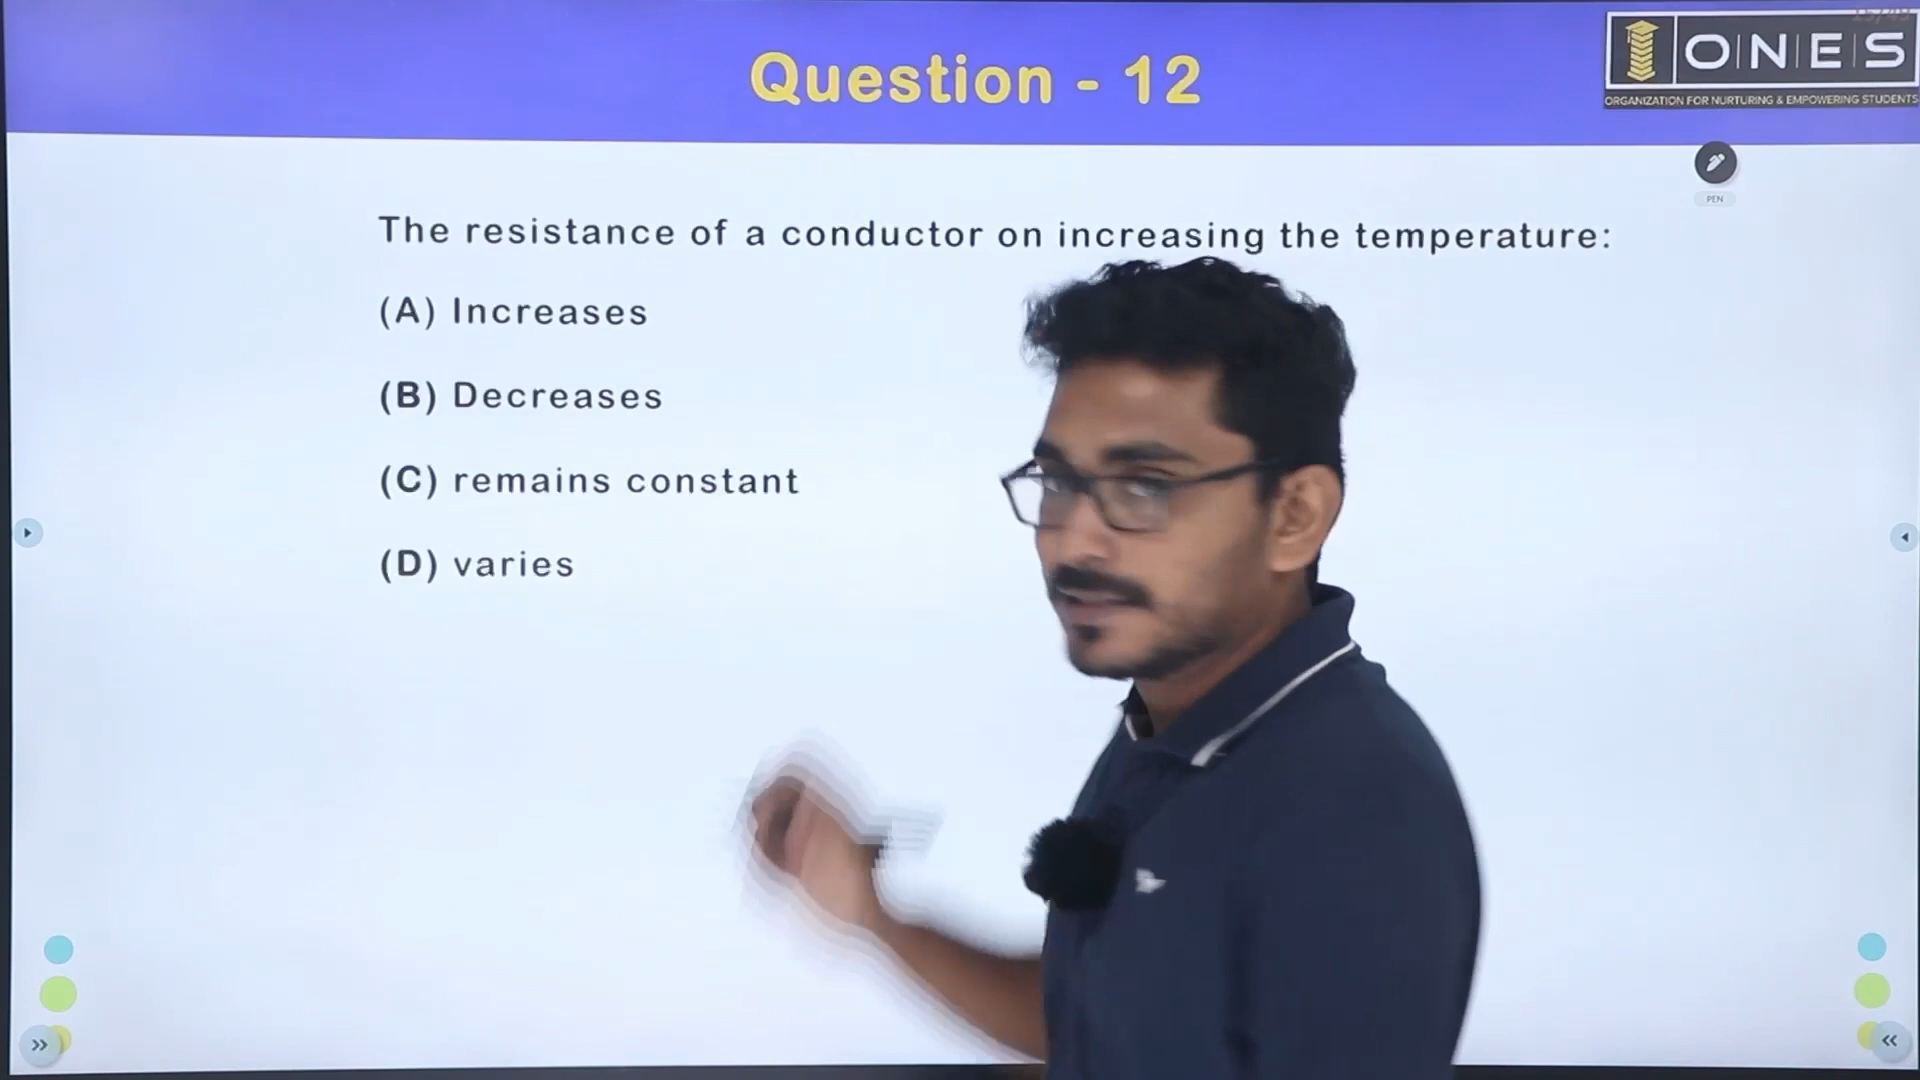 Question - 12
O|N|E|S
ORGANIZATION FOR NURTURING & EMPOWERING STUDENTS
PEN
The resistance of a conductor on increasing the temperature:
(A) Increases
(B) Decreases
(C) remains constant
(D) varies